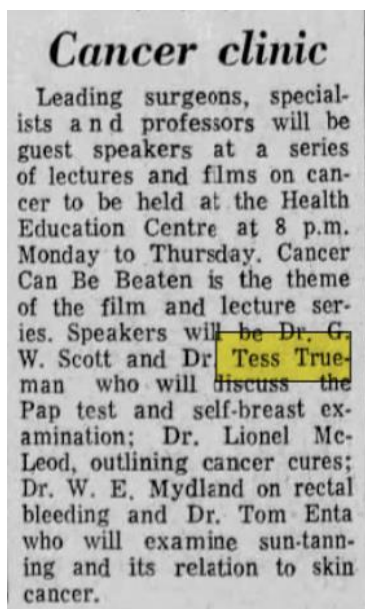 Cancer clinic
Leading surgeons, special-
ists and professors will be
guest speakers at a series
of lectures and films on can-
cer to be held at the Health
Education Centre at 8 p.m.
Monday to Thursday. Cancer
Can Be Beaten is the theme
of the film and lecture ser-
ies. Speakers will be Dr. G.
W. Scott and Dr. Tess True-
man who will discuss the
Pap test and self-breast ex-
amination; Dr. Lionel Mc-
Leod, outlining cancer cures;
Dr. W. E. Mydland on rectal
bleeding and Dr. Tom Enta
who will examine sun-tann-
ing and its relation to skin
cancer.